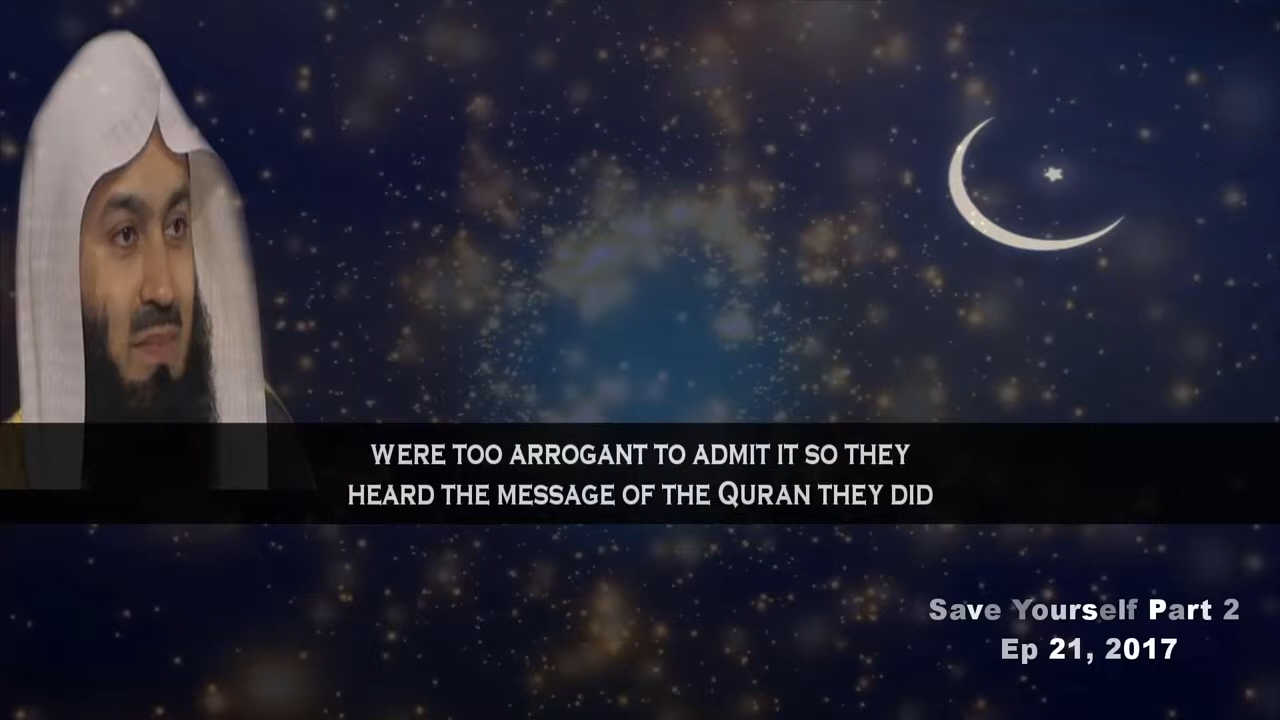 WERE TOO ARROGANT TO ADMIT IT SO THEY
HEARD THE MESSAGE OF THE QURAN THEY DID
Save Yourself Part 2
Ep 21, 2017